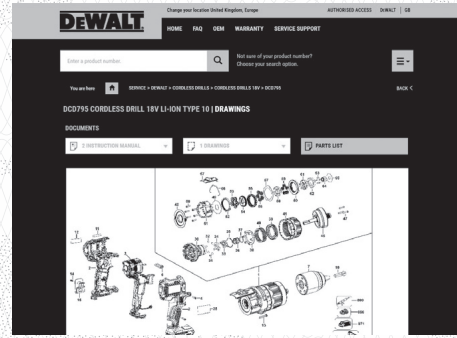 Change your location United Kingdom, Europe
AUTHORISED ACCESS DeWALT | GB
DEWALT
HOME FAQ OEM WARRANTY SERVICE SUPPORT
Enter a product number.
Not sure of your product number?
Choose your search option.
You are here
SERVICE > DEWALT > CORDLESS DRILLS > CORDLESS DRILLS 18V > DCD795
BACK <
DCD795 CORDLESS DRILL 18V LI-ION TYPE 10 | DRAWINGS
DOCUMENTS
2 INSTRUCTION MANUAL
1 DRAWINGS
PARTS LIST